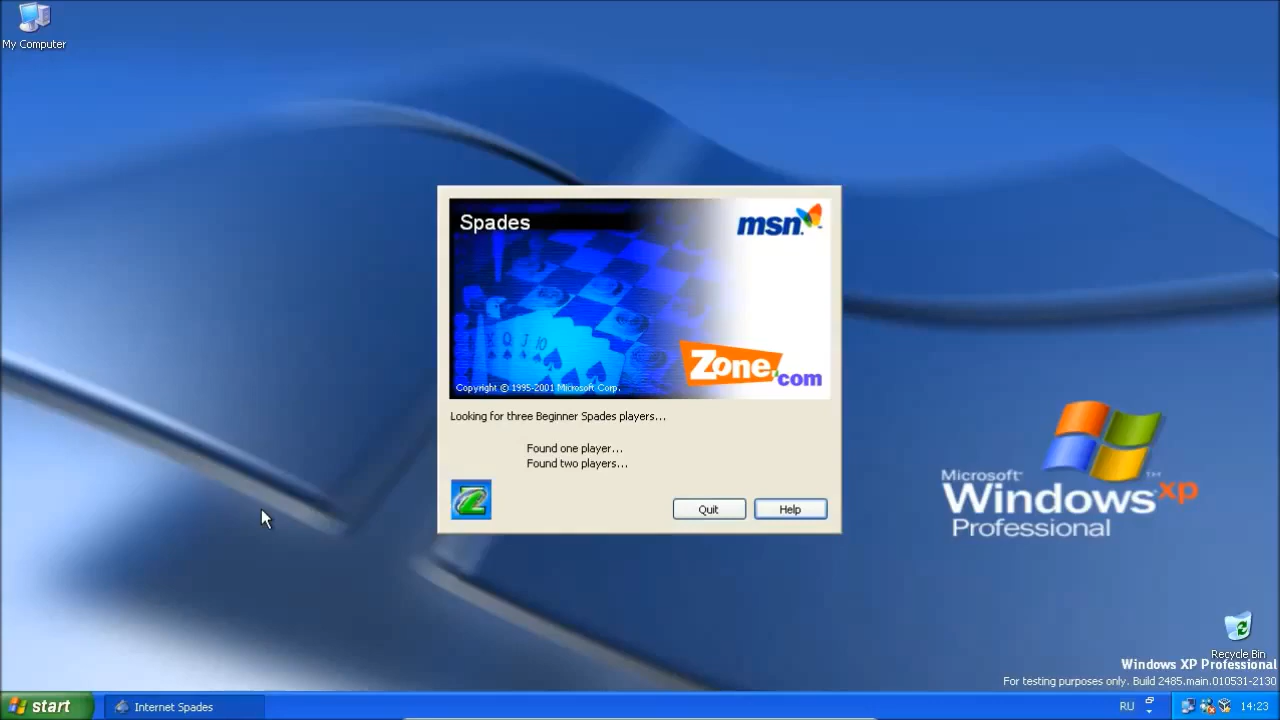 My Computer
Spades
msn.
Zone.com
Copyright © 1995-2001 Microsoft Corp.
Looking for three Beginner Spades players...
Found one player...
Found two players...
Quit
Help
Microsoft
Windows xp
Professional
Recycle Bin
Windows XP Professional
For testing purposes only. Build 2485.main.010531-2130
start
Internet Spades
RU
14:23